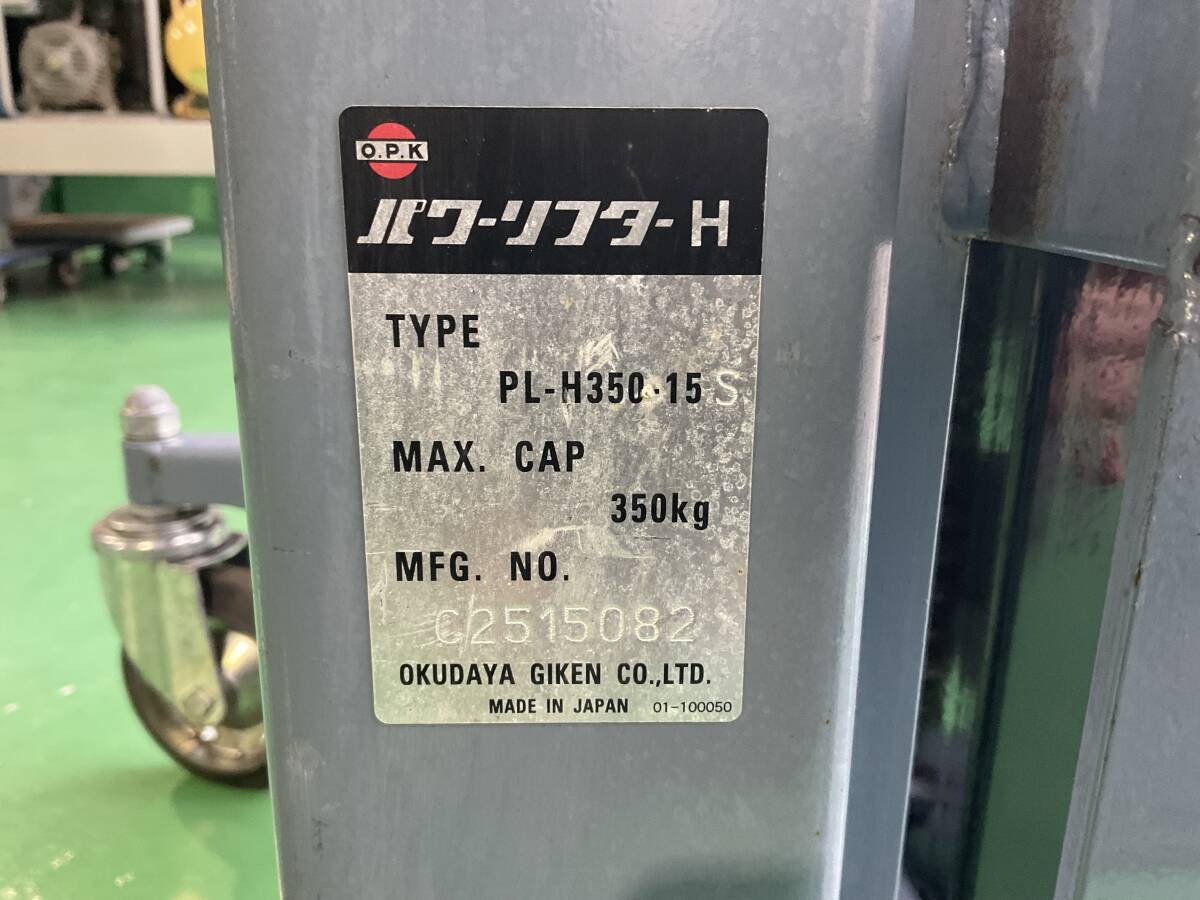 O.P.K
パワーリフターH
TYPE
PL-H350-15 S
MAX. CAP
350kg
MFG. NO.
C2515082
OKUDAYA GIKEN CO.,LTD.
MADE IN JAPAN 01-100050